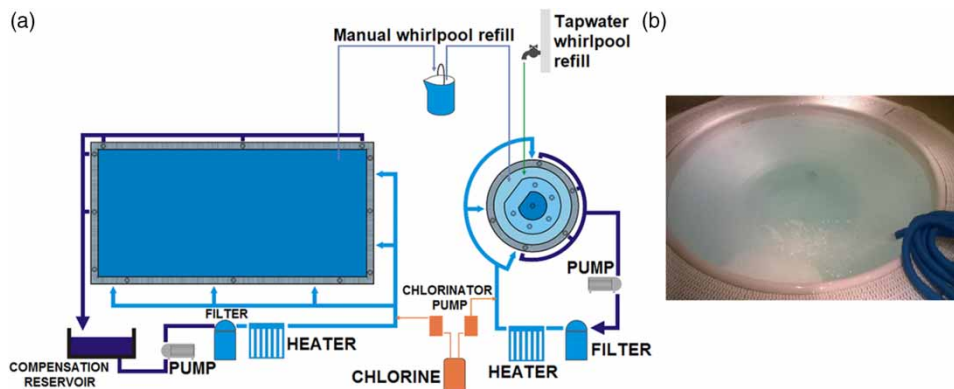 (a)
Manual whirlpool refill
Tapwater
whirlpool
refill
(b)
PUMP
CHLORINATOR
PUMP
FILTER
HEATER
FILTER
COMPENSATION
RESERVOIR
PUMP
CHLORINE
HEATER